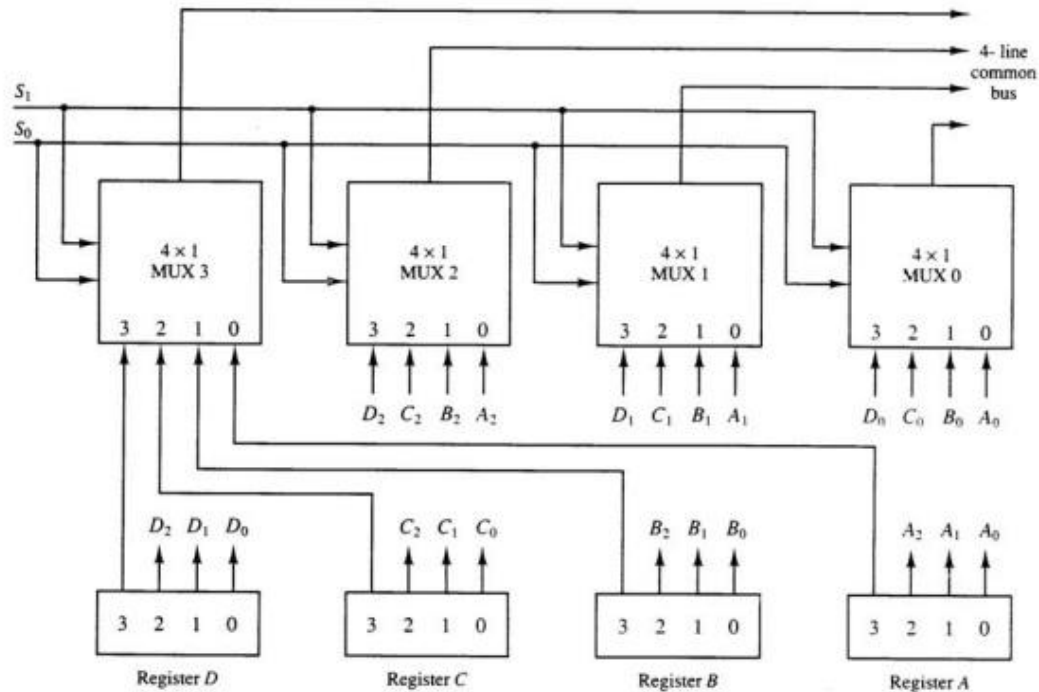 4- line
common
bus
S₁
S₀
4 × 1
MUX 3
4 × 1
MUX 2
4 × 1
MUX 1
4 × 1
MUX 0
3 2 1 0
3 2 1 0
3 2 1 0
3 2 1 0
D₂ C₂ B₂ A₂
D₁ C₁ B₁ A₁
D₀ C₀ B₀ A₀
D₂ D₁ D₀
C₂ C₁ C₀
B₂ B₁ B₀
A₂ A₁ A₀
3 2 1 0
3 2 1 0
3 2 1 0
3 2 1 0
Register D
Register C
Register B
Register A